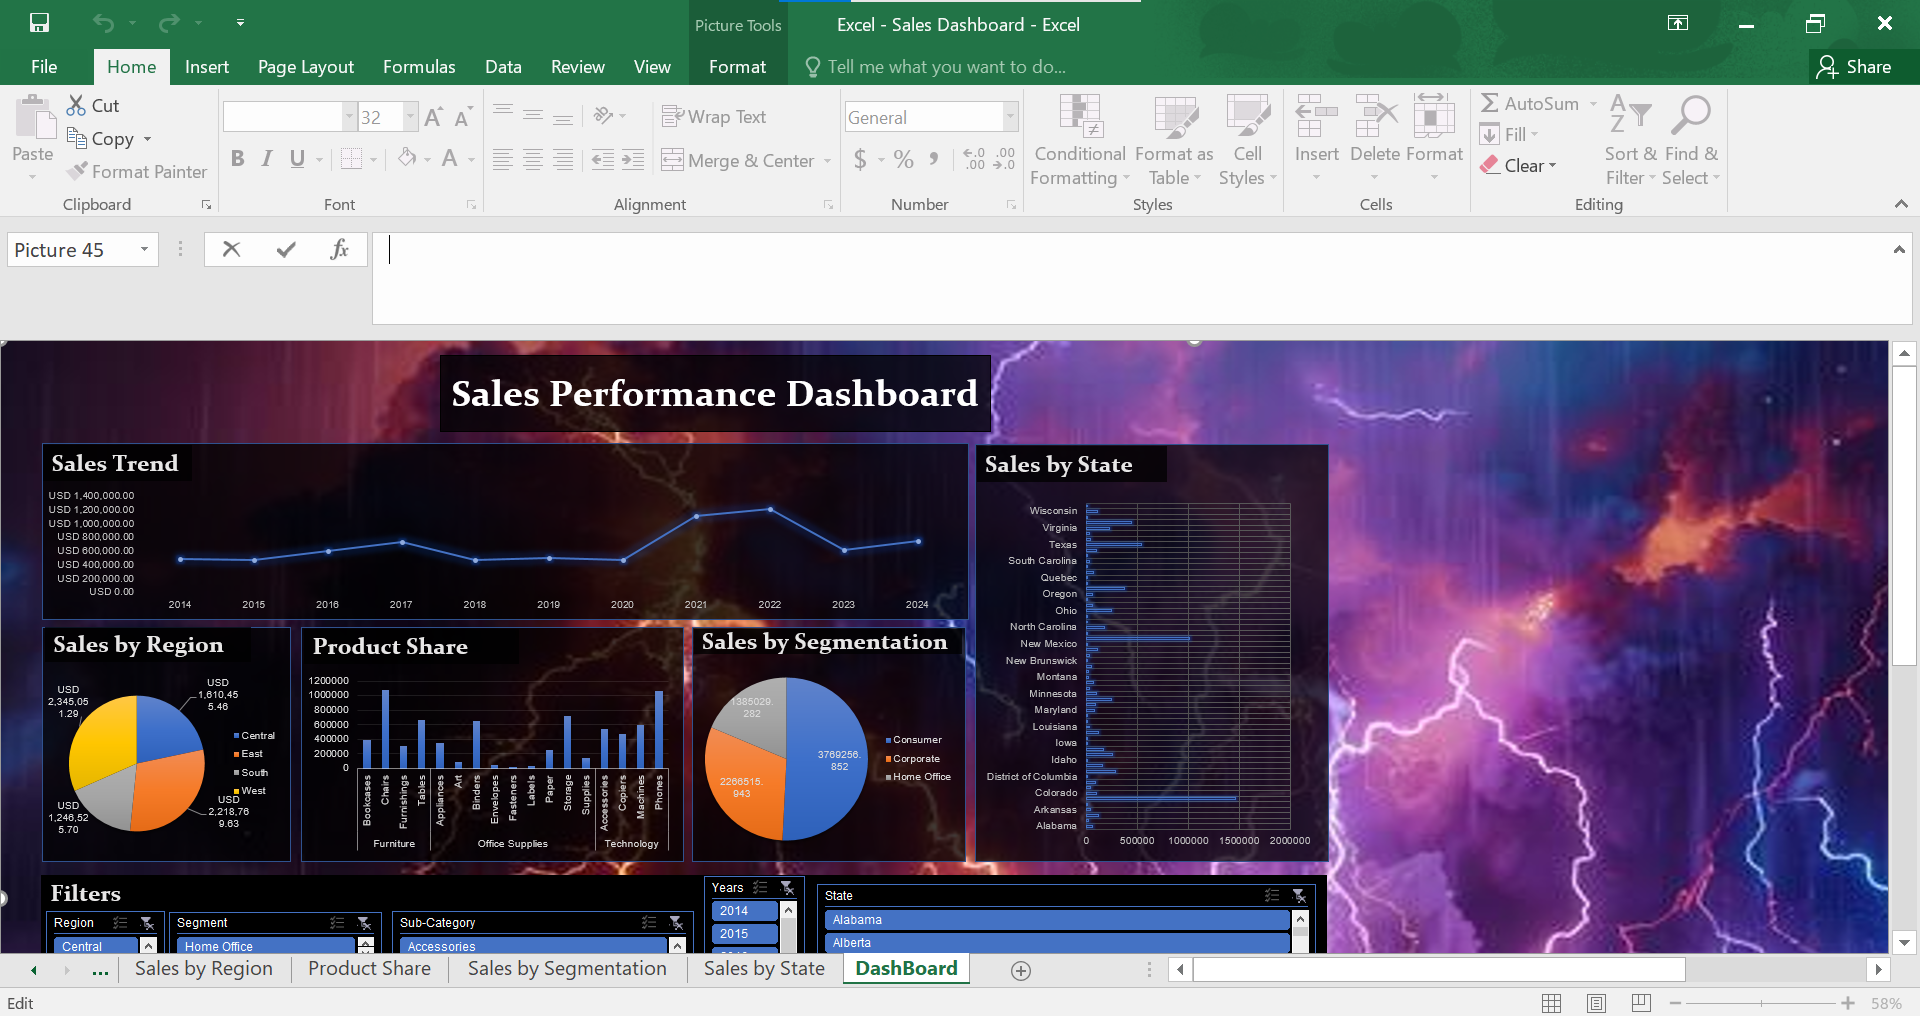 Picture Tools
Excel - Sales Dashboard - Excel
File Home Insert Page Layout Formulas Data Review View Format Tell me what you want to do... Share
Paste
Cut
Copy
Format Painter
Clipboard
32
A A
B I U A
Font
Wrap Text
Merge & Center
Alignment
General
$ % ,
←.0 .00
.00 →.0
Number
Conditional Formatting
Format as Table
Cell Styles
Styles
Insert Delete Format
Cells
AutoSum
Fill
Clear
Sort & Filter
Find & Select
Editing
Picture 45
fx
Sales Performance Dashboard
Sales Trend
USD 1,400,000.00
USD 1,200,000.00
USD 1,000,000.00
USD 800,000.00
USD 600,000.00
USD 400,000.00
USD 200,000.00
USD 0.00
2014 2015 2016 2017 2018 2019 2020 2021 2022 2023 2024
Sales by State
Wisconsin
Virginia
Texas
South Carolina
Quebec
Oregon
Ohio
North Carolina
New Mexico
New Brunswick
Montana
Minnesota
Maryland
Louisiana
Iowa
Idaho
District of Columbia
Colorado
Arkansas
Alabama
0 500000 1000000 1500000 2000000
Sales by Region
USD
2,345,05
1.29
USD
1,610,45
5.46
USD
1,246,52
5.70
USD
2,218,76
9.63
Central
East
South
West
Product Share
1200000
1000000
800000
600000
400000
200000
0
Bookcases Chairs Furnishings Tables Appliances Art Binders Envelopes Fasteners Labels Paper Storage Supplies Accessories Copiers Machines Phones
Furniture Office Supplies Technology
Sales by Segmentation
1385029.
282
3769256.
852
2266515.
943
Consumer
Corporate
Home Office
Filters
Region
Central
Segment
Home Office
Sub-Category
Accessories
Years
2014
2015
State
Alabama
Alberta
... Sales by Region Product Share Sales by Segmentation Sales by State DashBoard
Edit
58%